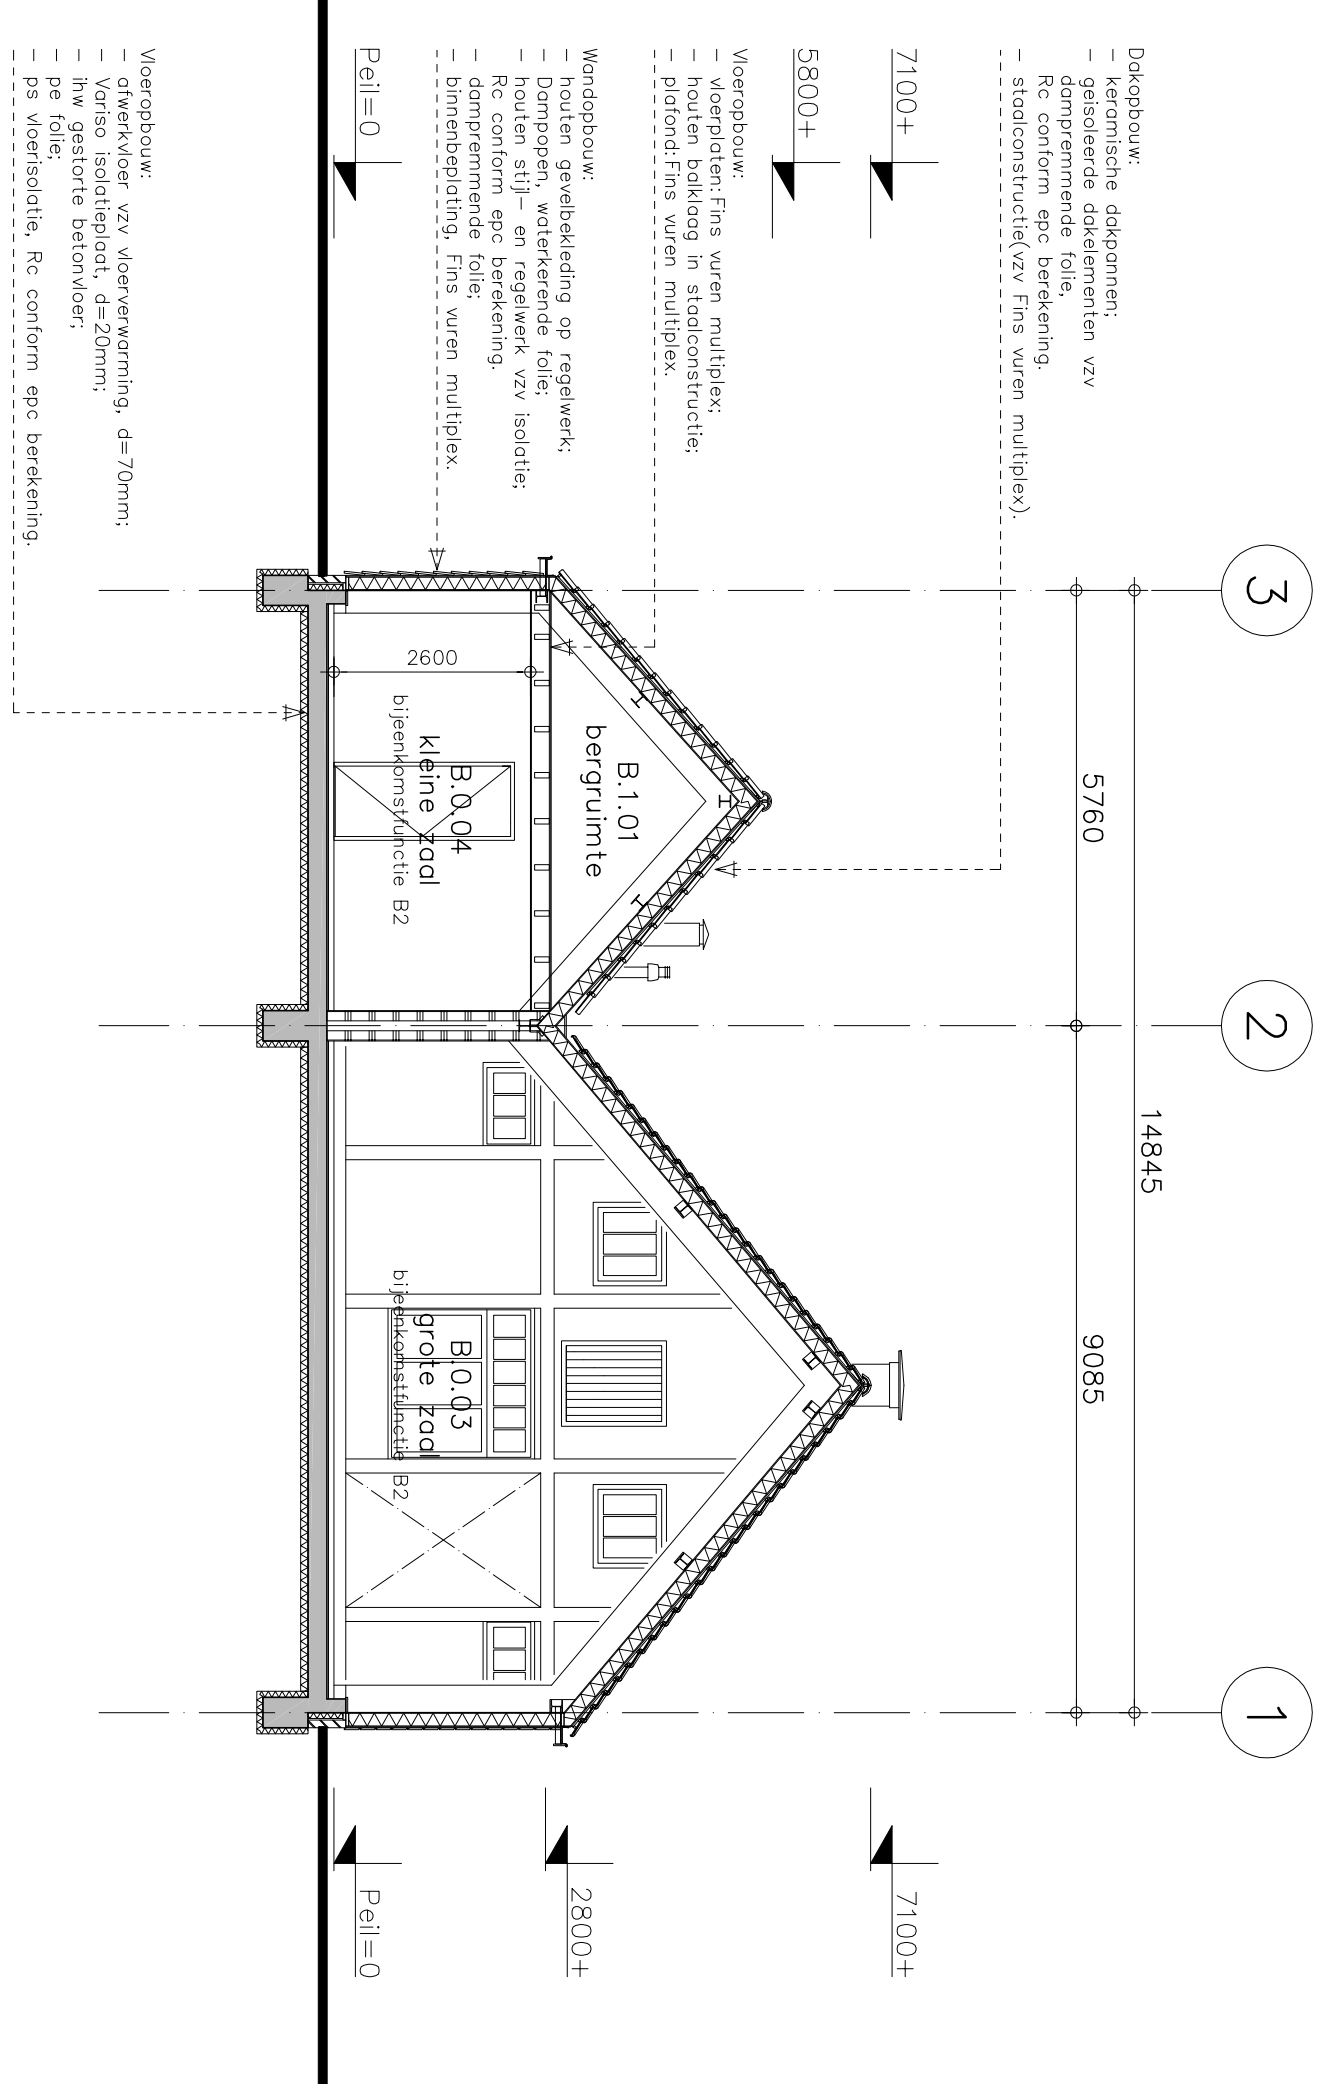 Dakopbouw:
- keramische dakpannen;
- geisoleerde dakelementen vzv
dampremmende folie,
Rc conform epc berekening.
- staalconstructie(vzv Fins vuren multiplex).
7100+
5800+
Vloeropbouw:
- vloerplaten: Fins vuren multiplex;
- houten balklaag in staalconstructie;
- plafond: Fins vuren multiplex.
Wandopbouw:
- houten gevelbekleding op regelwerk;
- Dampopen, waterkerende folie;
- houten stijl- en regelwerk vzv isolatie;
Rc conform epc berekening.
- dampremmende folie;
- binnenbeplating, Fins vuren multiplex.
Peil=0
Vloeropbouw:
- afwerkvloer vzv vloerverwarming, d=70mm;
- Variso isolatieplaat, d=20mm;
- ihw gestorte betonvloer;
- pe folie;
- ps vloerisolatie, Rc conform epc berekening.
3
2
1
14845
5760
9085
B.1.01
bergruimte
2600
B.0.04
kleine zaal
bijeenkomstfunctie B2
B.0.03
grote zaal
bijeenkomstfunctie B2
7100+
2800+
Peil=0